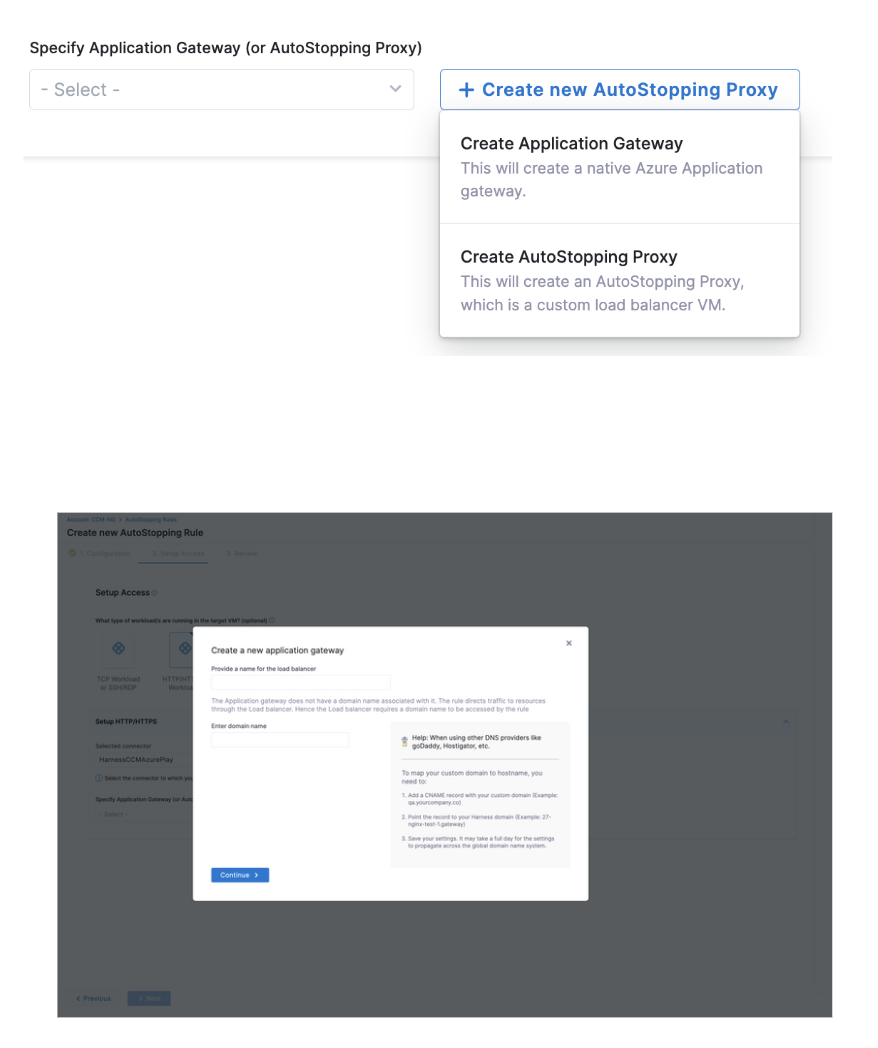 Specify Application Gateway (or AutoStopping Proxy)
- Select -
+ Create new AutoStopping Proxy
Create Application Gateway
This will create a native Azure Application
gateway.
Create AutoStopping Proxy
This will create an AutoStopping Proxy,
which is a custom load balancer VM.
Account: CCM-NG > AutoStopping Rules
Create new AutoStopping Rule
1. Configuration
2. Setup Access
3. Review
Setup Access
What type of workload/s are running in the target VM? (optional)
TCP Workload
or SSH/RDP
HTTP/HT
Workloa
Setup HTTP/HTTPS
Selected connector
HarnessCCMAzurePlay
Select the connector to which you
Specify Application Gateway (or Auto
- Select -
Create a new application gateway
Provide a name for the load balancer
The Application gateway does not have a domain name associated with it. The rule directs traffic to resources
through the Load balancer. Hence the Load balancer requires a domain name to be accessed by the rule
Enter domain name
Help: When using other DNS providers like
goDaddy, Hostigator, etc.
To map your custom domain to hostname, you
need to:
1. Add a CNAME record with your custom domain (Example:
qa.yourcompany.co)
2. Point the record to your Harness domain (Example: 27-
nginx-test-1.gateway)
3. Save your settings. It may take a full day for the settings
to propagate across the global domain name system.
Continue >
< Previous
> Next